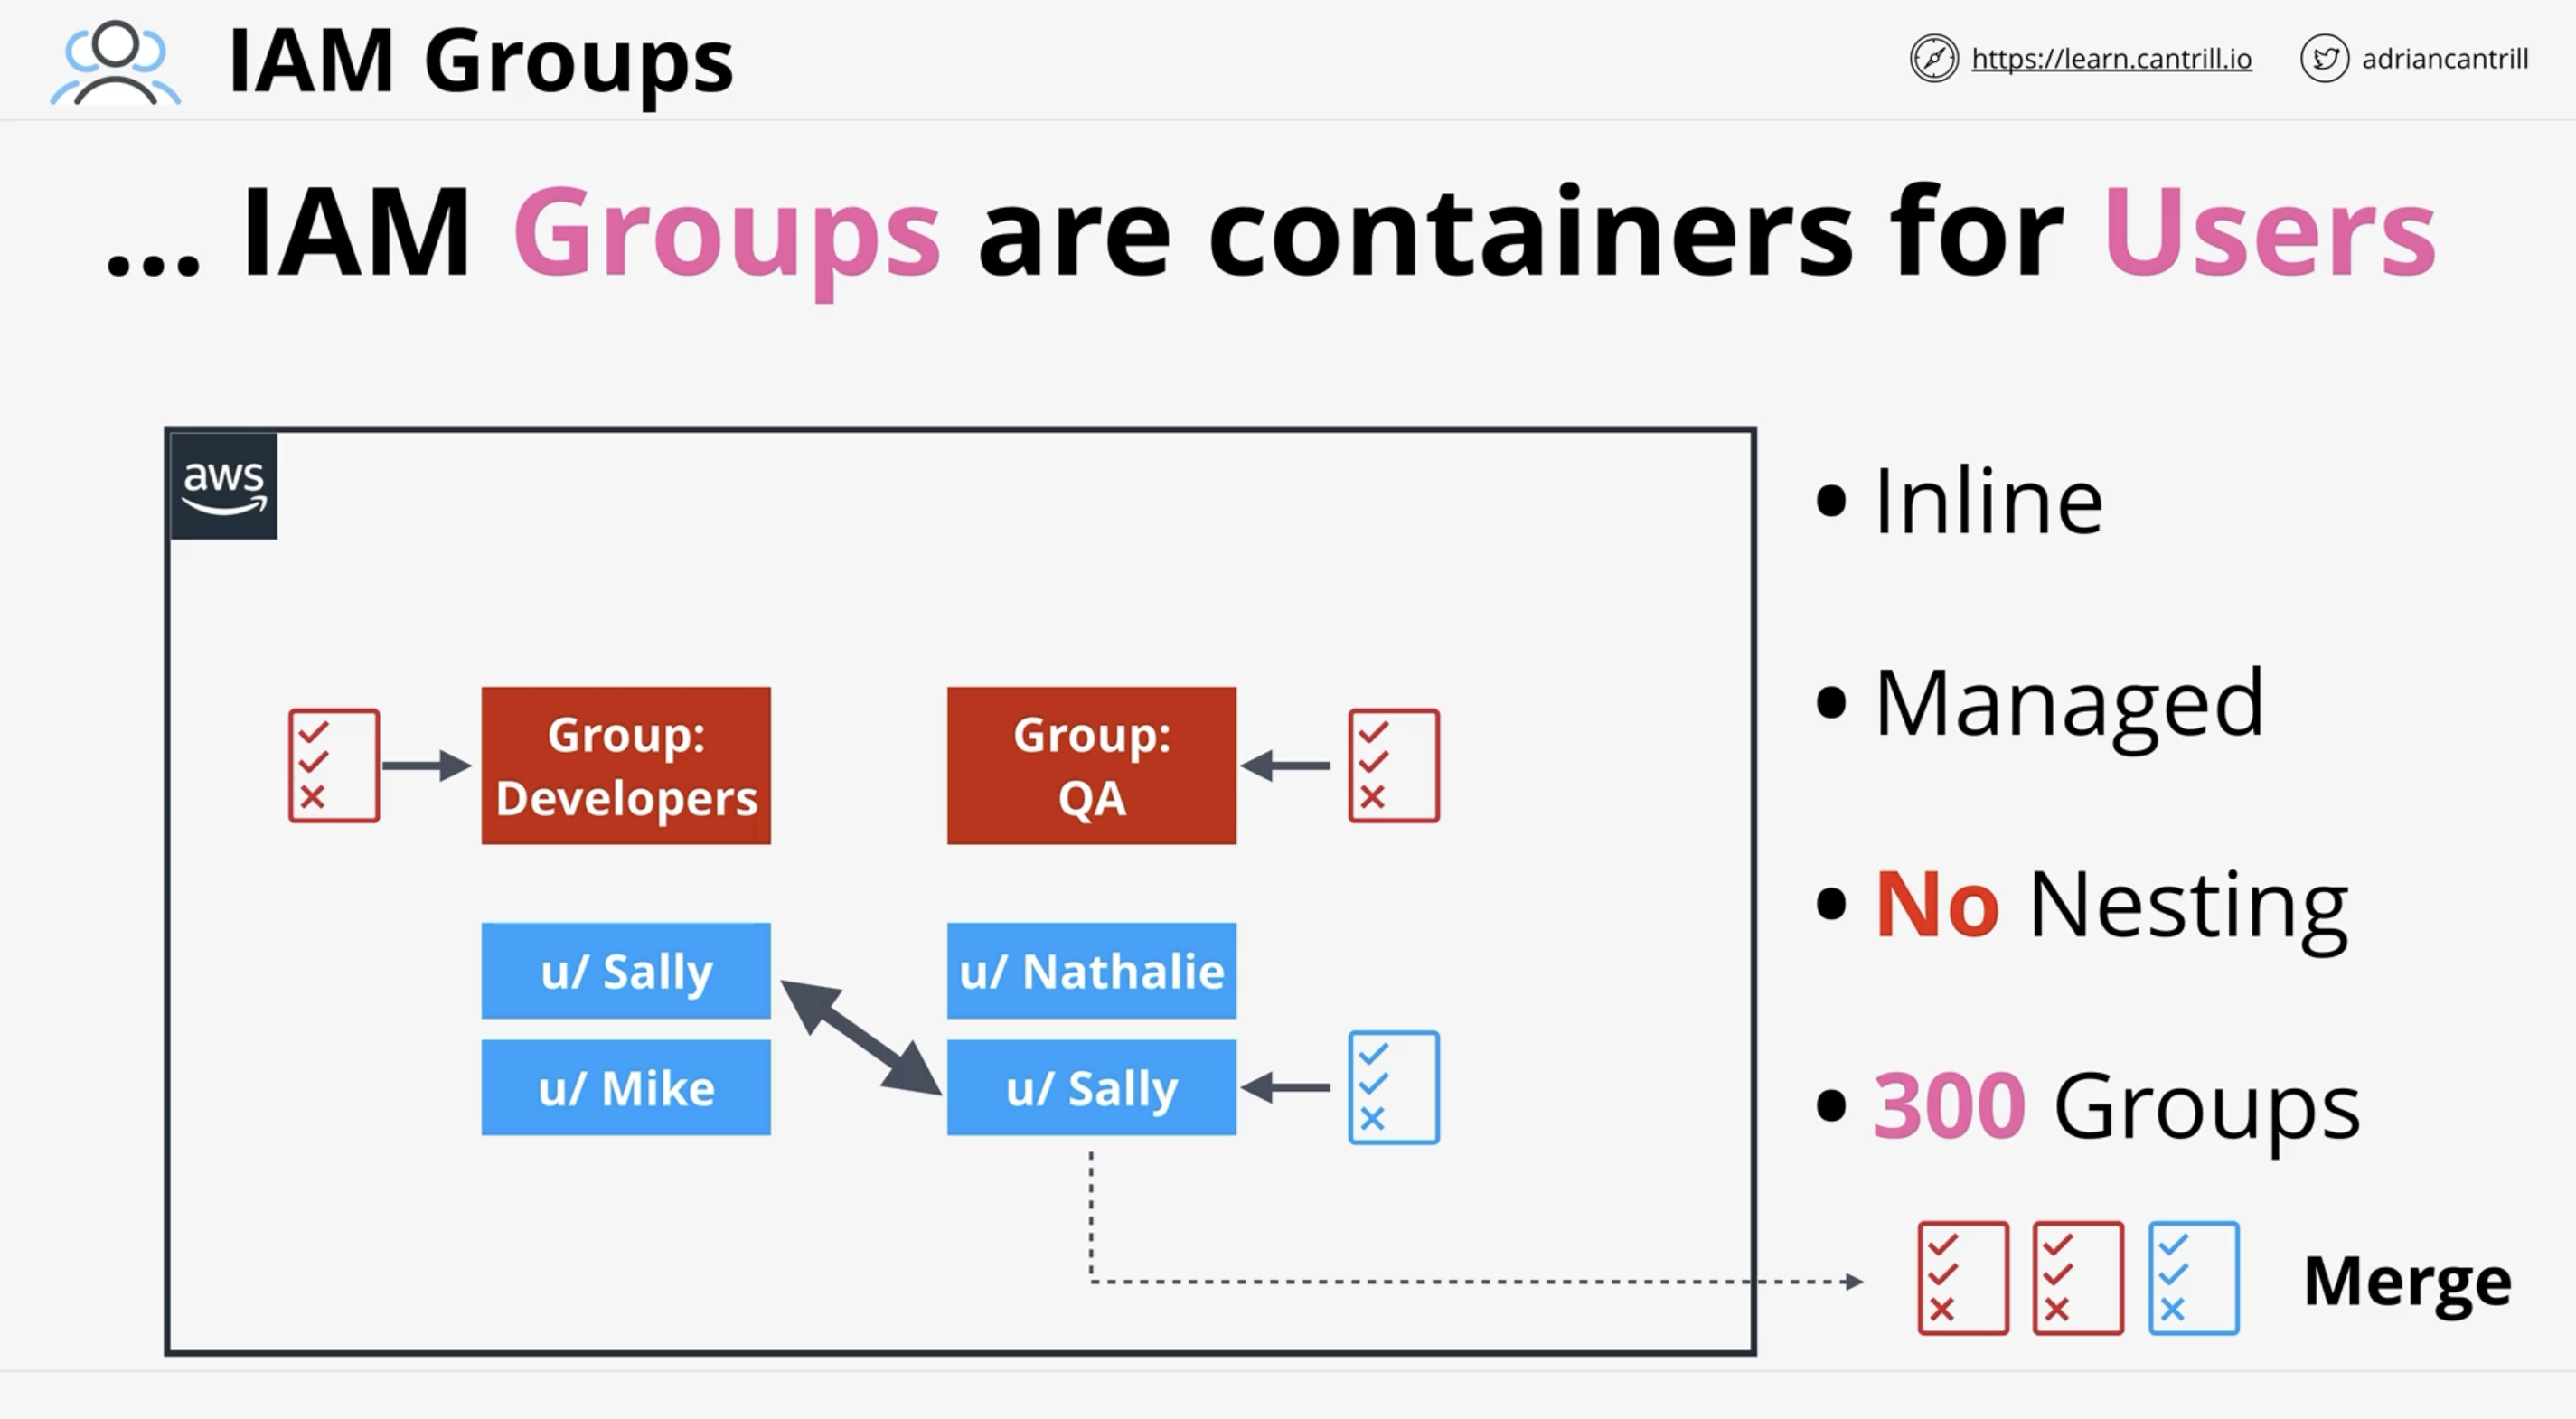 IAM Groups
https://learn.cantrill.io
adriancantrill
... IAM Groups are containers for Users
aws
Group:
Developers
Group:
QA
u/ Sally
u/ Nathalie
u/ Mike
u/ Sally
• Inline
• Managed
• No Nesting
• 300 Groups
Merge